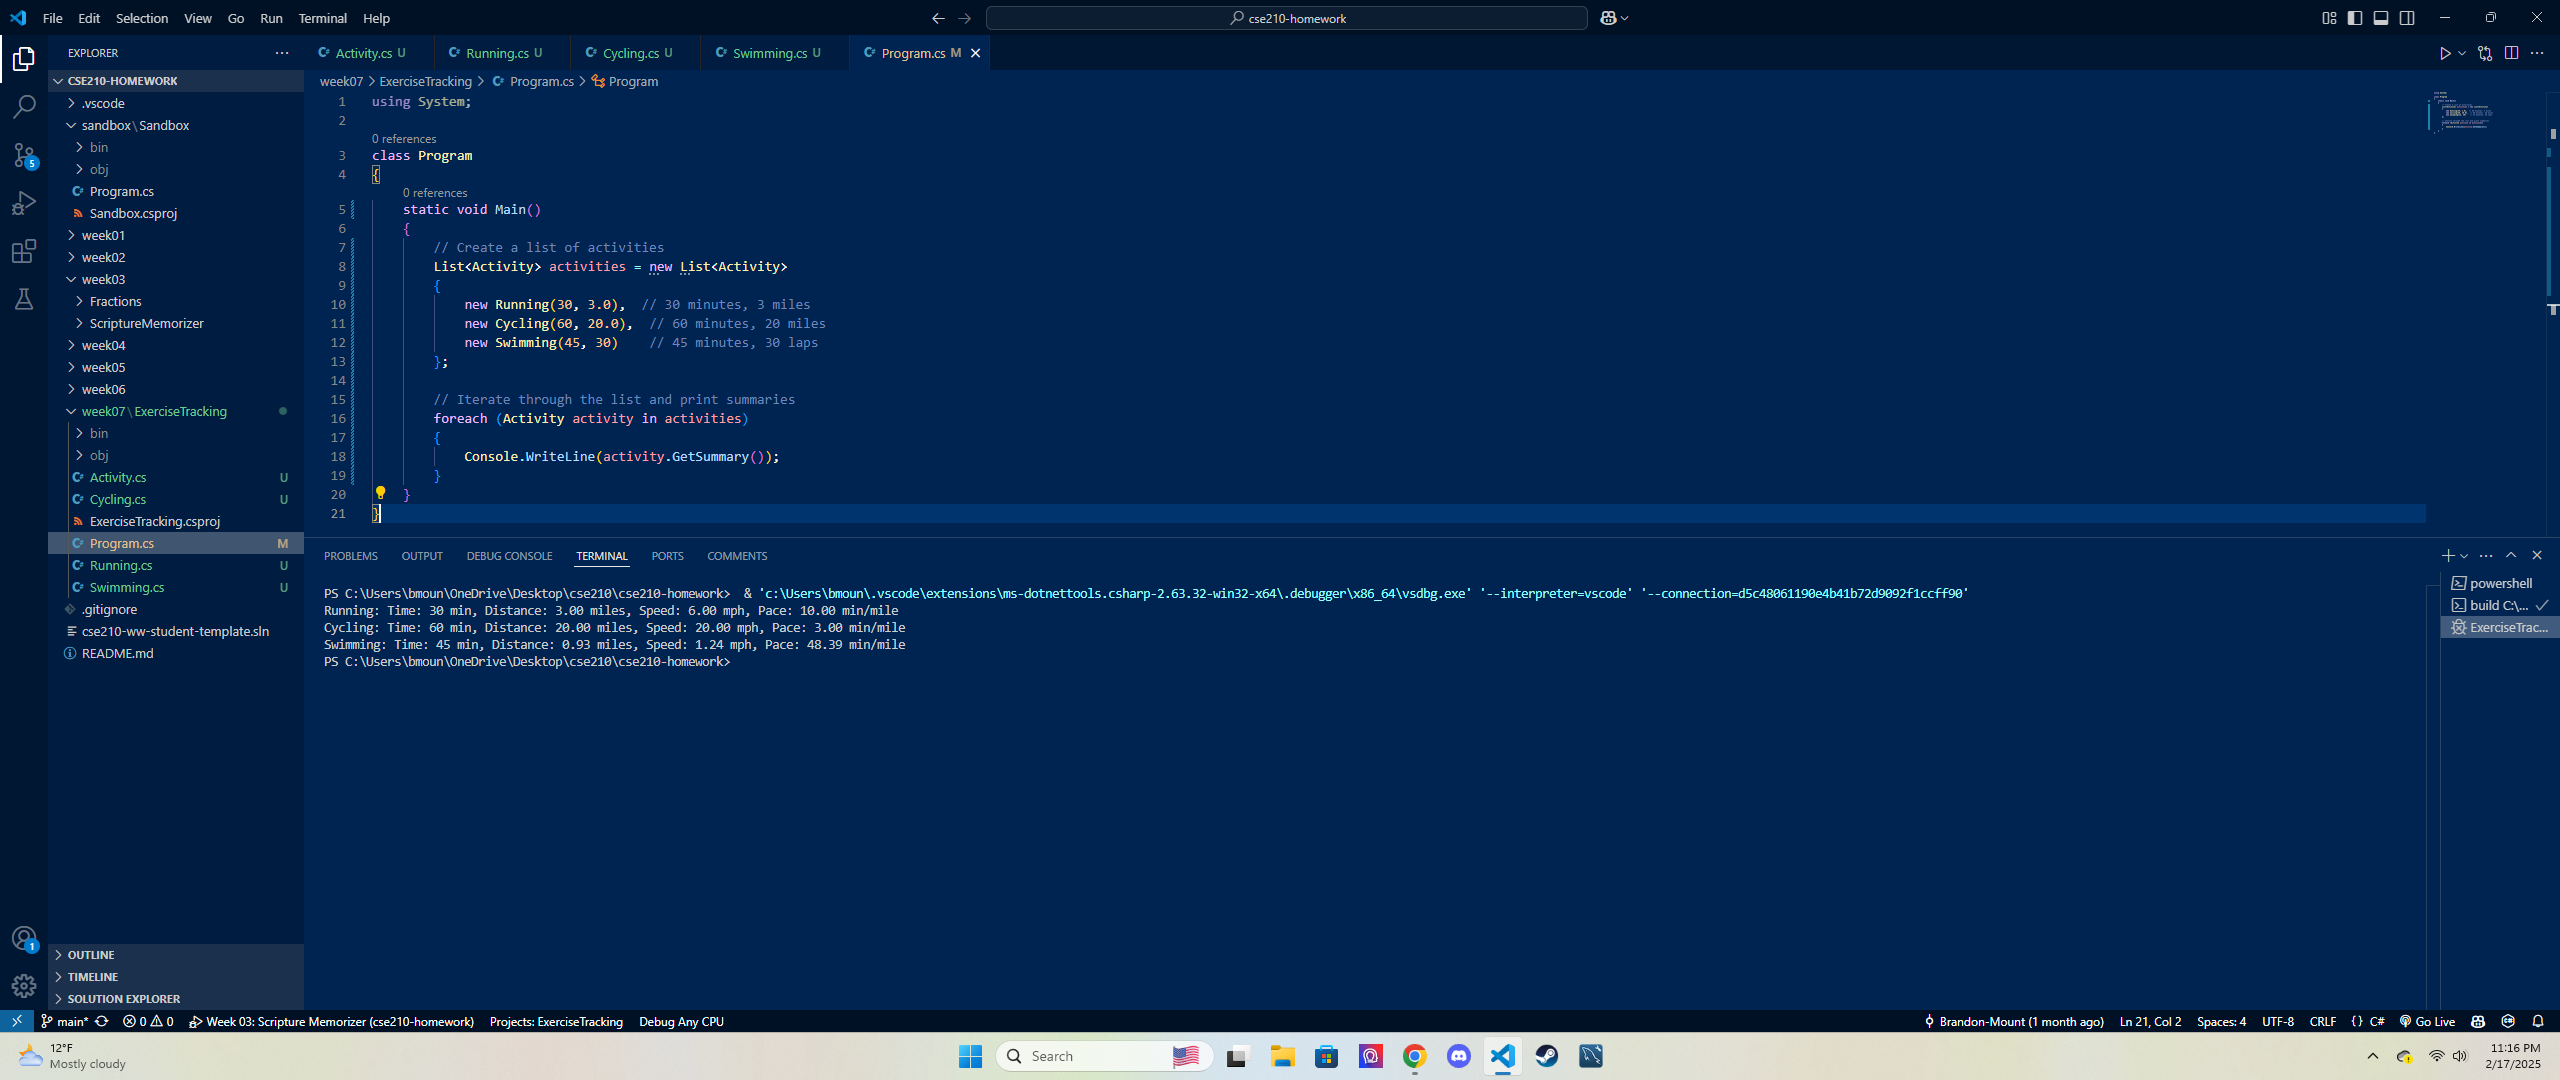 File Edit Selection View Go Run Terminal Help
cse210-homework
EXPLORER
CSE210-HOMEWORK
.vscode
sandbox\Sandbox
bin
obj
Program.cs
Sandbox.csproj
week01
week02
week03
Fractions
ScriptureMemorizer
week04
week05
week06
week07\ExerciseTracking
bin
obj
Activity.cs U
Cycling.cs U
ExerciseTracking.csproj
Program.cs M
Running.cs U
Swimming.cs U
.gitignore
cse210-ww-student-template.sln
README.md
OUTLINE
TIMELINE
SOLUTION EXPLORER
5
1
Activity.cs U Running.cs U Cycling.cs U Swimming.cs U Program.cs M
week07 > ExerciseTracking > Program.cs > Program
1 using System;
2
0 references
3 class Program
4 {
0 references
5 static void Main()
6 {
7 // Create a list of activities
8 List<Activity> activities = new List<Activity>
9 {
10 new Running(30, 3.0), // 30 minutes, 3 miles
11 new Cycling(60, 20.0), // 60 minutes, 20 miles
12 new Swimming(45, 30) // 45 minutes, 30 laps
13 };
14
15 // Iterate through the list and print summaries
16 foreach (Activity activity in activities)
17 {
18 Console.WriteLine(activity.GetSummary());
19 }
20 }
21 }
PROBLEMS OUTPUT DEBUG CONSOLE TERMINAL PORTS COMMENTS
PS C:\Users\bmoun\OneDrive\Desktop\cse210\cse210-homework> & 'c:\Users\bmoun\.vscode\extensions\ms-dotnettools.csharp-2.63.32-win32-x64\.debugger\x86_64\vsdbg.exe' '--interpreter=vscode' '--connection=d5c48061190e4b41b72d9092f1ccff90'
Running: Time: 30 min, Distance: 3.00 miles, Speed: 6.00 mph, Pace: 10.00 min/mile
Cycling: Time: 60 min, Distance: 20.00 miles, Speed: 20.00 mph, Pace: 3.00 min/mile
Swimming: Time: 45 min, Distance: 0.93 miles, Speed: 1.24 mph, Pace: 48.39 min/mile
PS C:\Users\bmoun\OneDrive\Desktop\cse210\cse210-homework>
powershell
build C:\...
ExerciseTrac...
main* 0 0 Week 03: Scripture Memorizer (cse210-homework) Projects: ExerciseTracking Debug Any CPU
Brandon-Mount (1 month ago) Ln 21, Col 2 Spaces: 4 UTF-8 CRLF {} C# Go Live
12°F
Mostly cloudy
Search
11:16 PM
2/17/2025